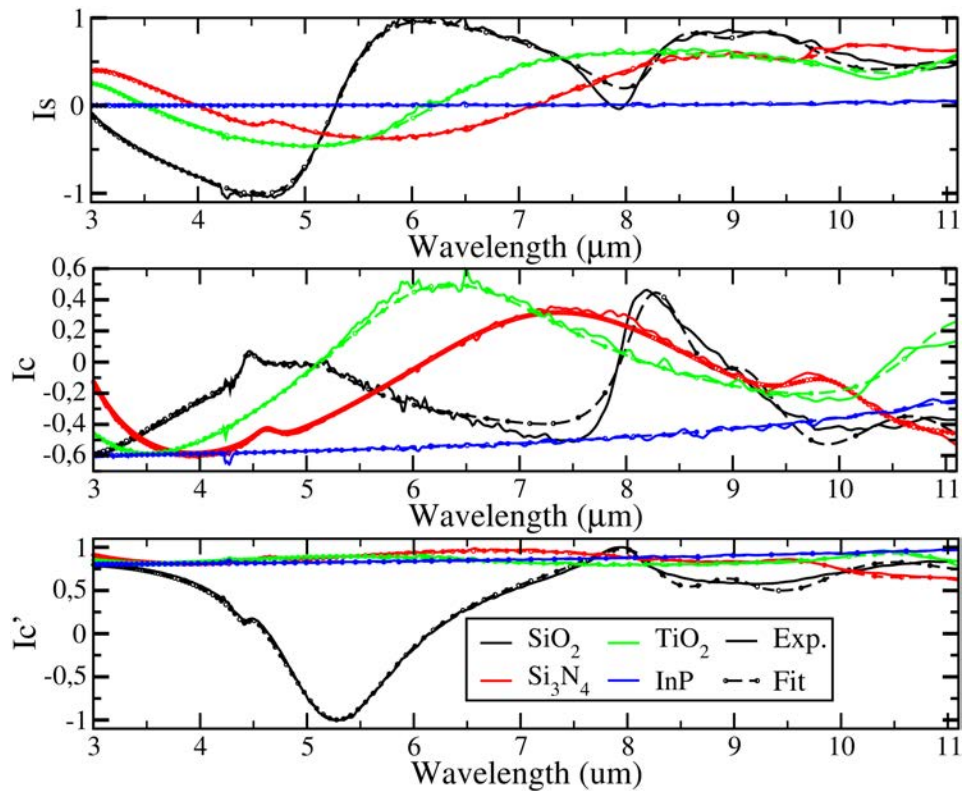 1
Is
0
-1
3 4 5 6 7 8 9 10 11
Wavelength (μm)
0,6
0,4
0,2
Ic
0
-0,2
-0,4
-0,6
3 4 5 6 7 8 9 10 11
Wavelength (μm)
1
0,5
Ic'
0
-0,5
-1
SiO2 TiO2 Exp.
Si3N4 InP Fit
3 4 5 6 7 8 9 10 11
Wavelength (um)